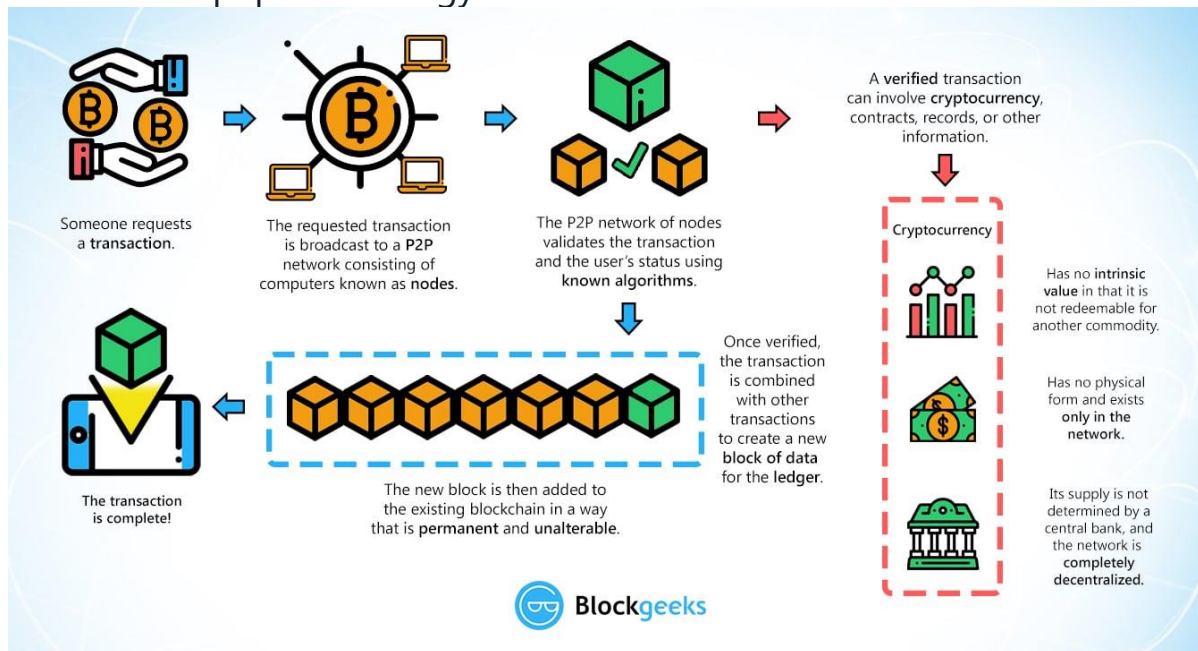 Someone requests
a transaction.
The requested transaction
is broadcast to a P2P
network consisting of
computers known as nodes.
The P2P network of nodes
validates the transaction
and the user's status using
known algorithms.
A verified transaction
can involve cryptocurrency,
contracts, records, or other
information.
Cryptocurrency
Has no intrinsic
value in that it is
not redeemable for
another commodity.
Has no physical
form and exists
only in the
network.
Its supply is not
determined by a
central bank, and
the network is
completely
decentralized.
Once verified,
the transaction
is combined
with other
transactions
to create a new
block of data
for the ledger.
The new block is then added to
the existing blockchain in a way
that is permanent and unalterable.
The transaction
is complete!
Blockgeeks